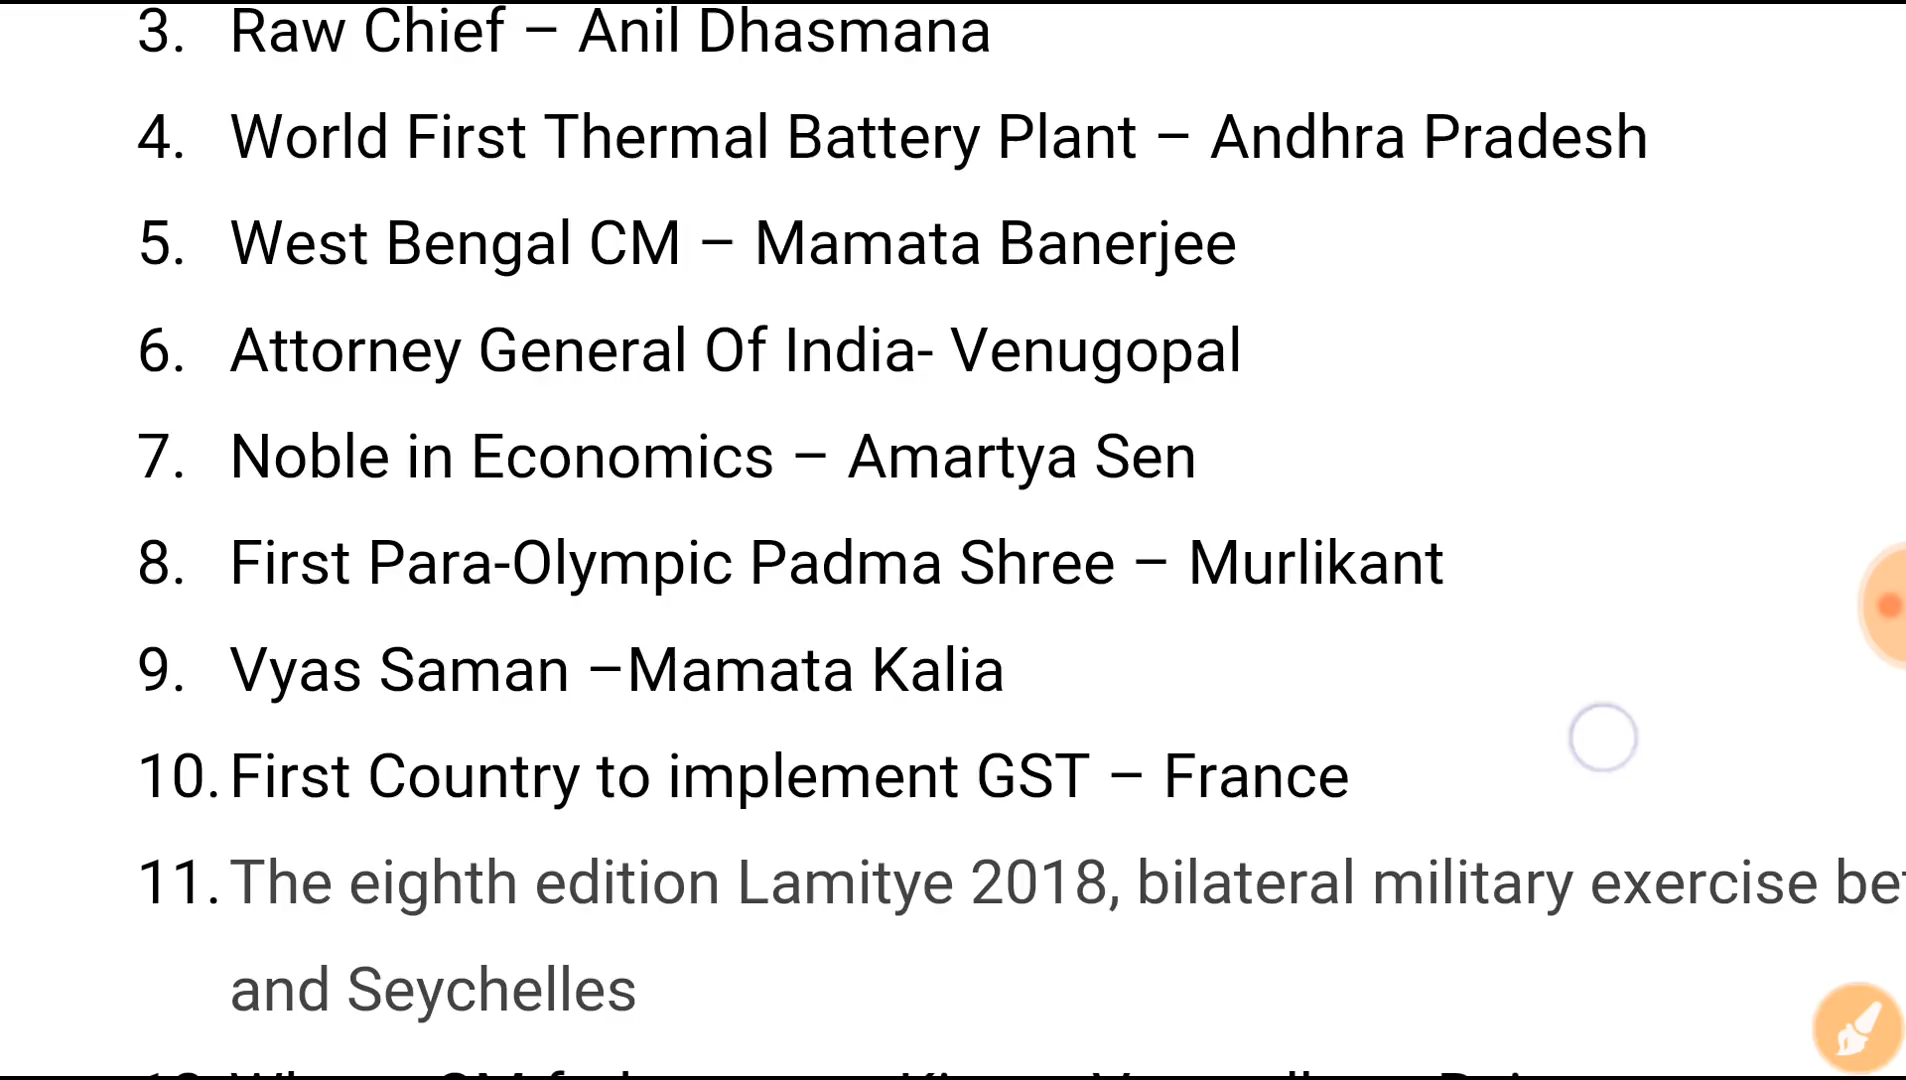 3. Raw Chief – Anil Dhasmana
4. World First Thermal Battery Plant – Andhra Pradesh
5. West Bengal CM – Mamata Banerjee
6. Attorney General Of India- Venugopal
7. Noble in Economics – Amartya Sen
8. First Para-Olympic Padma Shree – Murlikant
9. Vyas Saman –Mamata Kalia
10. First Country to implement GST – France
11. The eighth edition Lamitye 2018, bilateral military exercise
and Seychelles